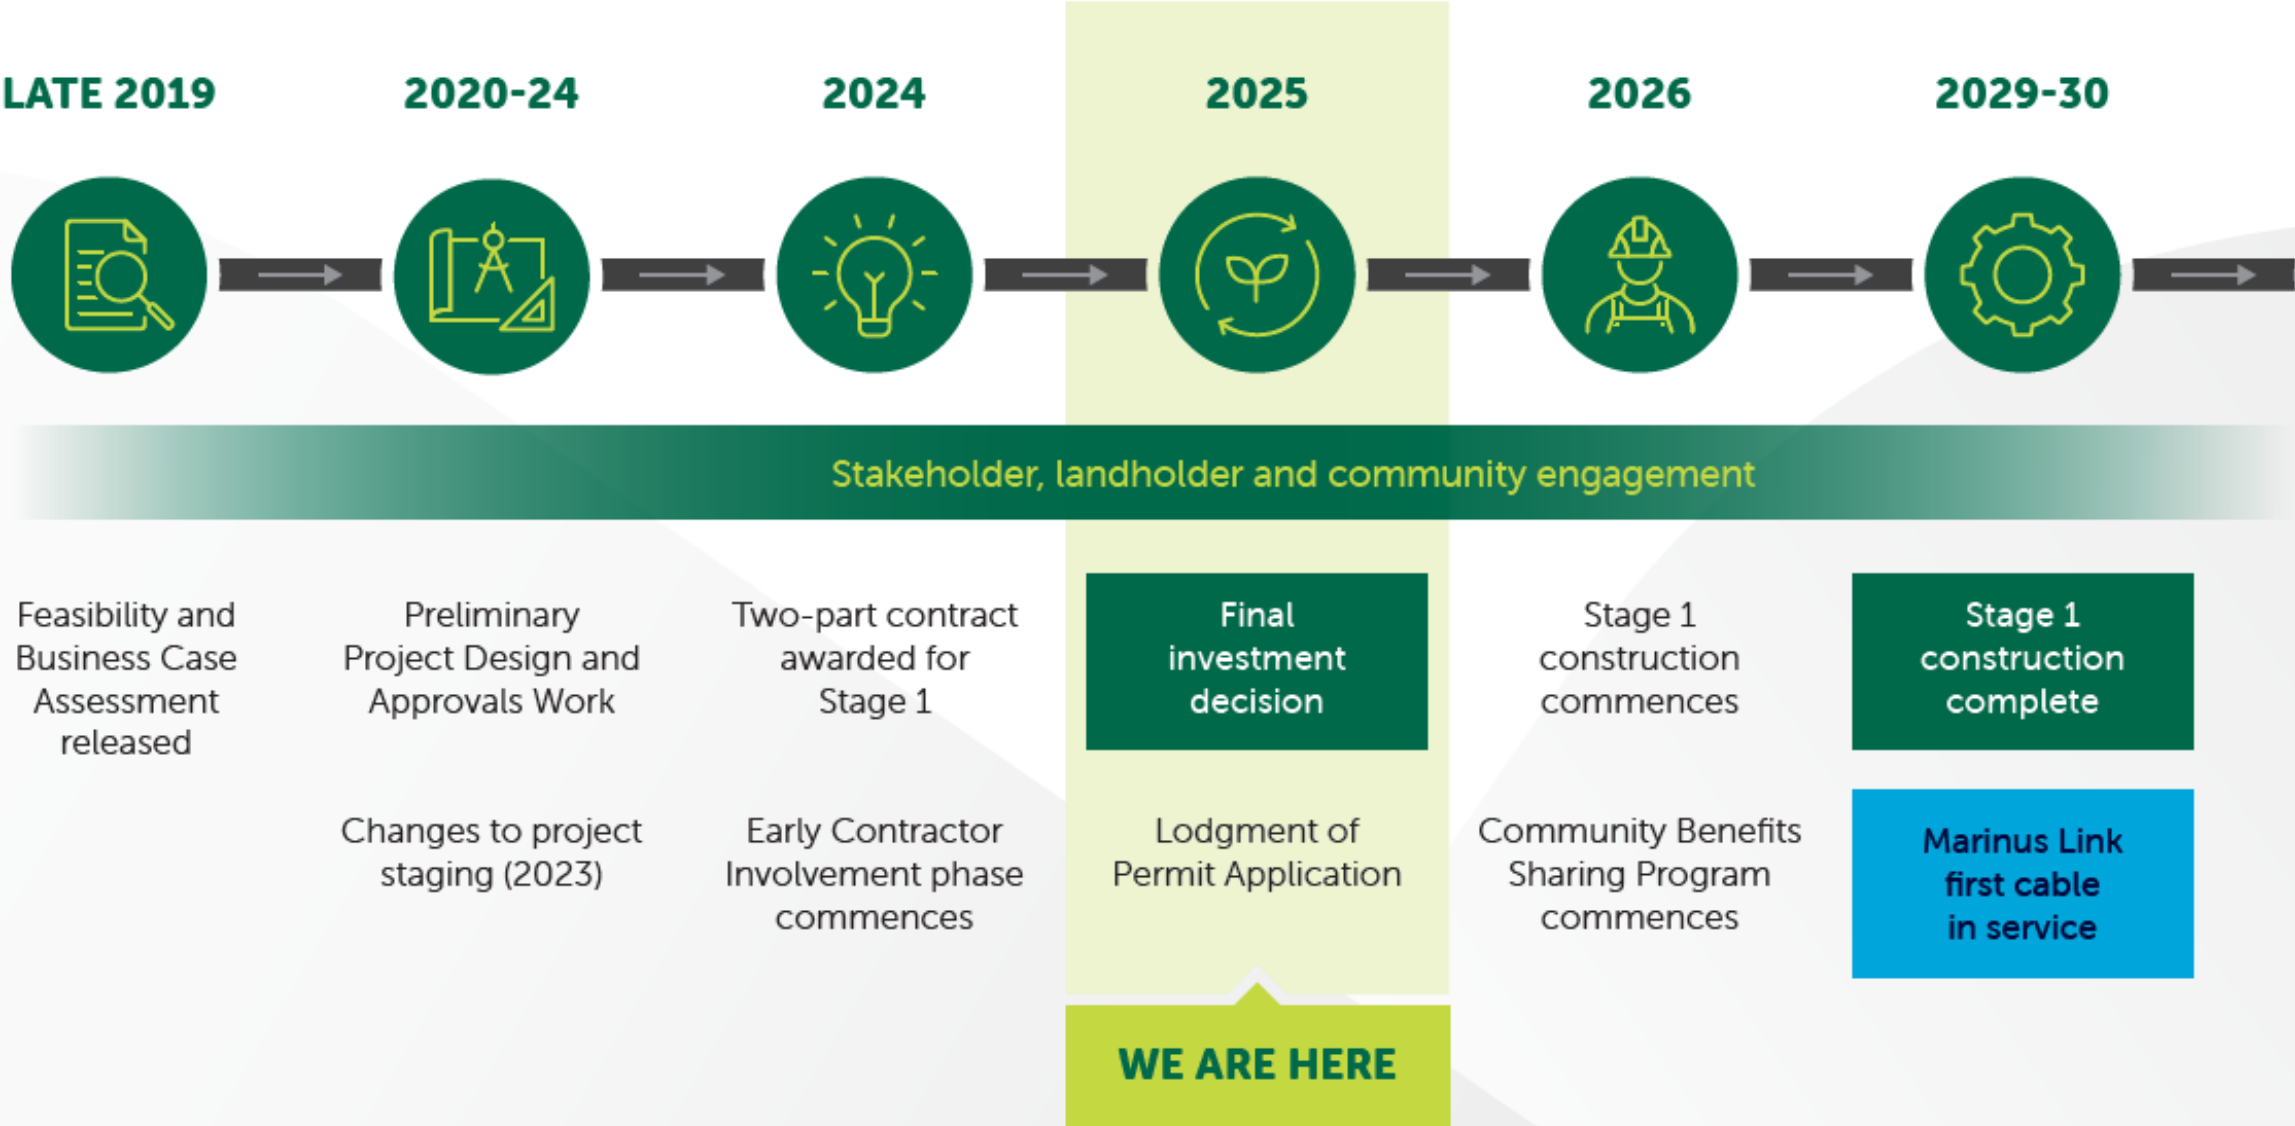 LATE 2019
2020-24
2024
2025
2026
2029-30
Stakeholder, landholder and community engagement
Feasibility and
Business Case
Assessment
released
Preliminary
Project Design and
Approvals Work
Changes to project
staging (2023)
Two-part contract
awarded for
Stage 1
Early Contractor
Involvement phase
commences
Final
investment
decision
Lodgment of
Permit Application
Stage 1
construction
commences
Community Benefits
Sharing Program
commences
Stage 1
construction
complete
Marinus Link
first cable
in service
WE ARE HERE